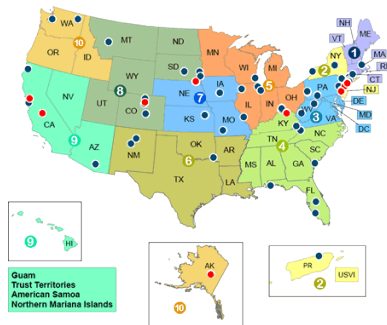 NH
WA
ME
VT
MT
ND
MN
MA
OR
10
ID
NY
1
RI
2
WI
MI
CT
SD
WY
5
NJ
PA
IA
NE
7
DE
8
IL
IN
OH
MD
NV
UT
CO
WV
VA
DC
3
KS
MO
KY
CA
NC
TN
OK
4
AR
SC
9
AZ
NM
6
MS
AL
GA
TX
LA
FL
9
HI
AK
PR
USVI
2
10
Guam
Trust Territories
American Samoa
Northern Mariana Islands